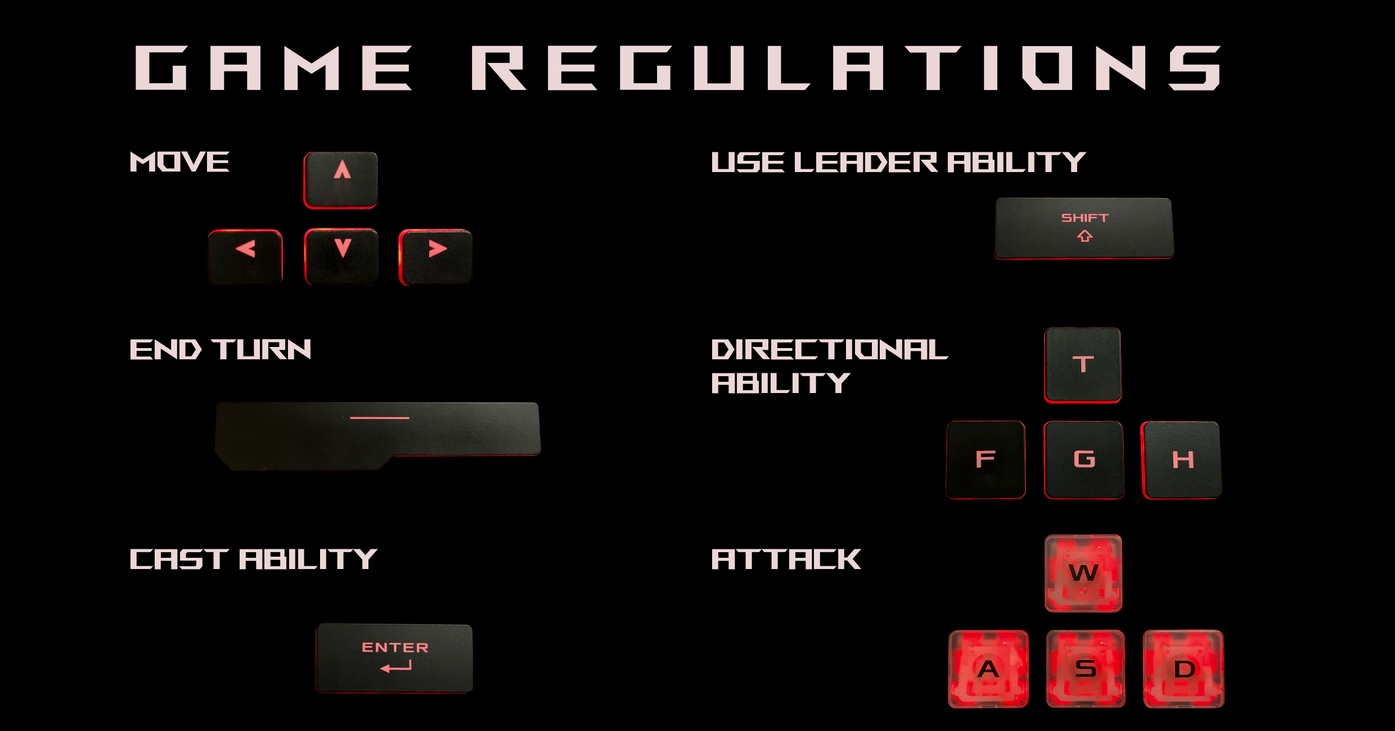 GAME REGULATIONS
MOVE
∧
< ∨ >
END TURN
CAST ABILITY
ENTER
USE LEADER ABILITY
SHIFT
DIRECTIONAL
ABILITY
T
F G H
ATTACK
W
A S D